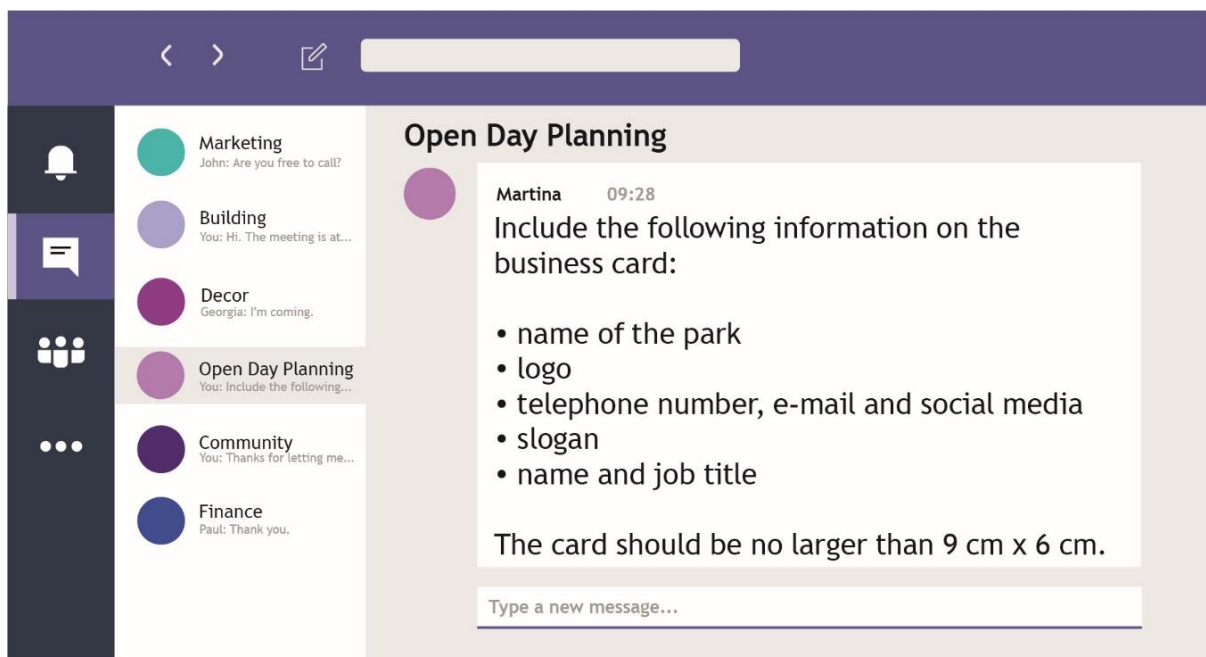 Marketing
John: Are you free to call?
Building
You: Hi. The meeting is at...
Decor
Georgia: I'm coming.
Open Day Planning
You: Include the following...
Community
You: Thanks for letting me...
Finance
Paul: Thank you.
Open Day Planning
Martina 09:28
Include the following information on the
business card:
• name of the park
• logo
• telephone number, e-mail and social media
• slogan
• name and job title
The card should be no larger than 9 cm x 6 cm.
Type a new message...